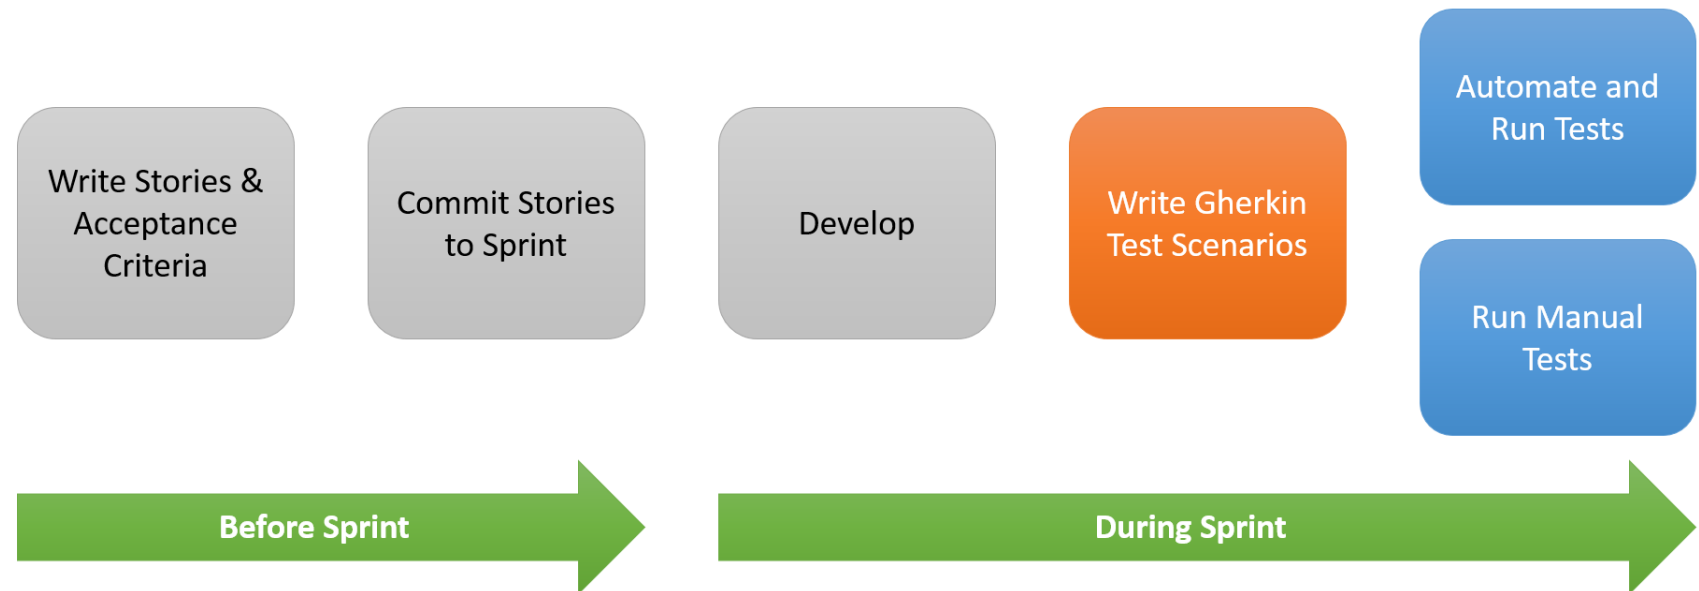 Write Stories &
Acceptance
Criteria
Commit Stories
to Sprint
Develop
Write Gherkin
Test Scenarios
Automate and
Run Tests
Run Manual
Tests
Before Sprint
During Sprint